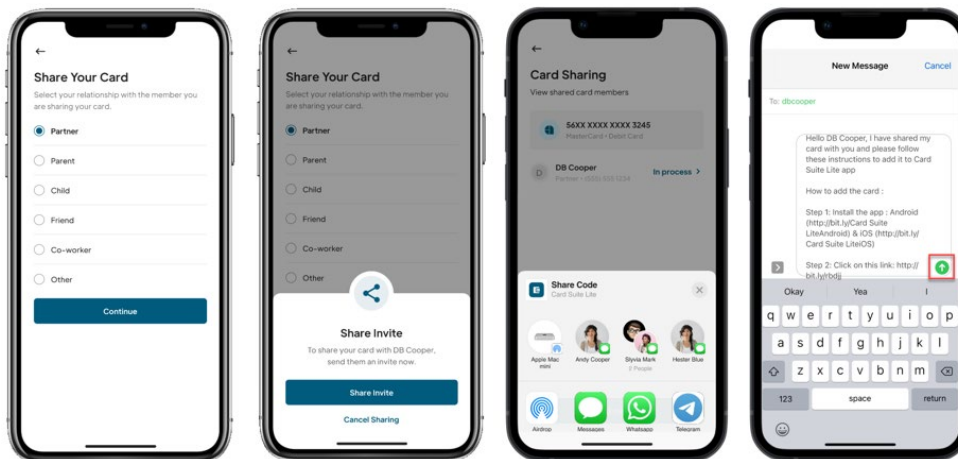 Share Your Card
Select your relationship with the member you
are sharing your card.
Partner
Parent
Child
Friend
Co-worker
Other
Continue
Share Your Card
Select your relationship with the member you
are sharing your card.
Partner
Parent
Child
Friend
Co-worker
Other
Share Invite
To share your card with DB Cooper,
send them an invite now.
Share Invite
Cancel Sharing
Card Sharing
View shared card members
56XX XXXX XXXX 3245
MasterCard • Debit Card
D
DB Cooper
Partner • (555) 555 1234
In process >
Share Code
Card Suite Lite
Apple Mac
mini
Andy Cooper
Slyvia Mark
2 People
Hester Blue
Airdrop
Messages
Whatsapp
Telegram
New Message
Cancel
To: dbcooper
Hello DB Cooper, I have shared my
card with you and please follow
these instructions to add it to Card
Suite Lite app
How to add the card :
Step 1: Install the app : Android
(http://bit.ly/Card Suite
LiteAndroid) & iOS (http://bit.ly/
Card Suite LiteiOS)
Step 2: Click on this link: http://
bit.ly/rbdjj
Okay
Yea
I
q w e r t y u i o p
a s d f g h j k l
z x c v b n m
123
space
return